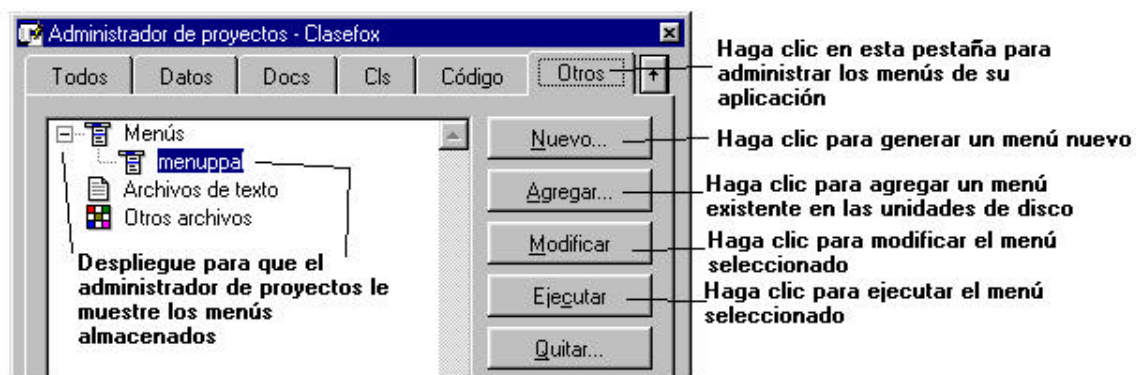 Administrador de proyectos - Clasefox
Todos Datos Docs Cls Código Otros
Haga clic en esta pestaña para
administrar los menús de su
aplicación
Menús
menuppal
Archivos de texto
Otros archivos
Despliegue para que el
administrador de proyectos le
muestre los menús
almacenados
Nuevo...
Haga clic para generar un menú nuevo
Agregar...
Haga clic para agregar un menú
existente en las unidades de disco
Modificar
Haga clic para modificar el menú
seleccionado
Ejecutar
Haga clic para ejecutar el menú
seleccionado
Quitar...